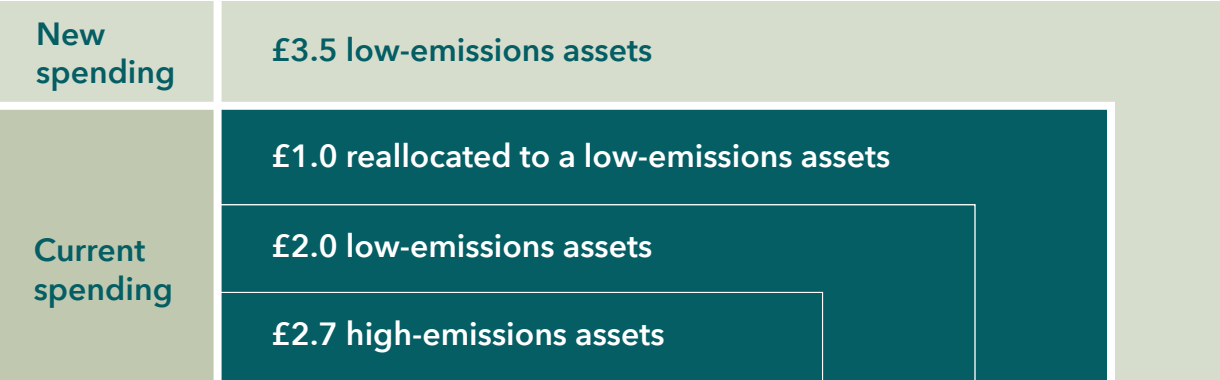 New
spending
£3.5 low-emissions assets
£1.0 reallocated to a low-emissions assets
Current
spending
£2.0 low-emissions assets
£2.7 high-emissions assets